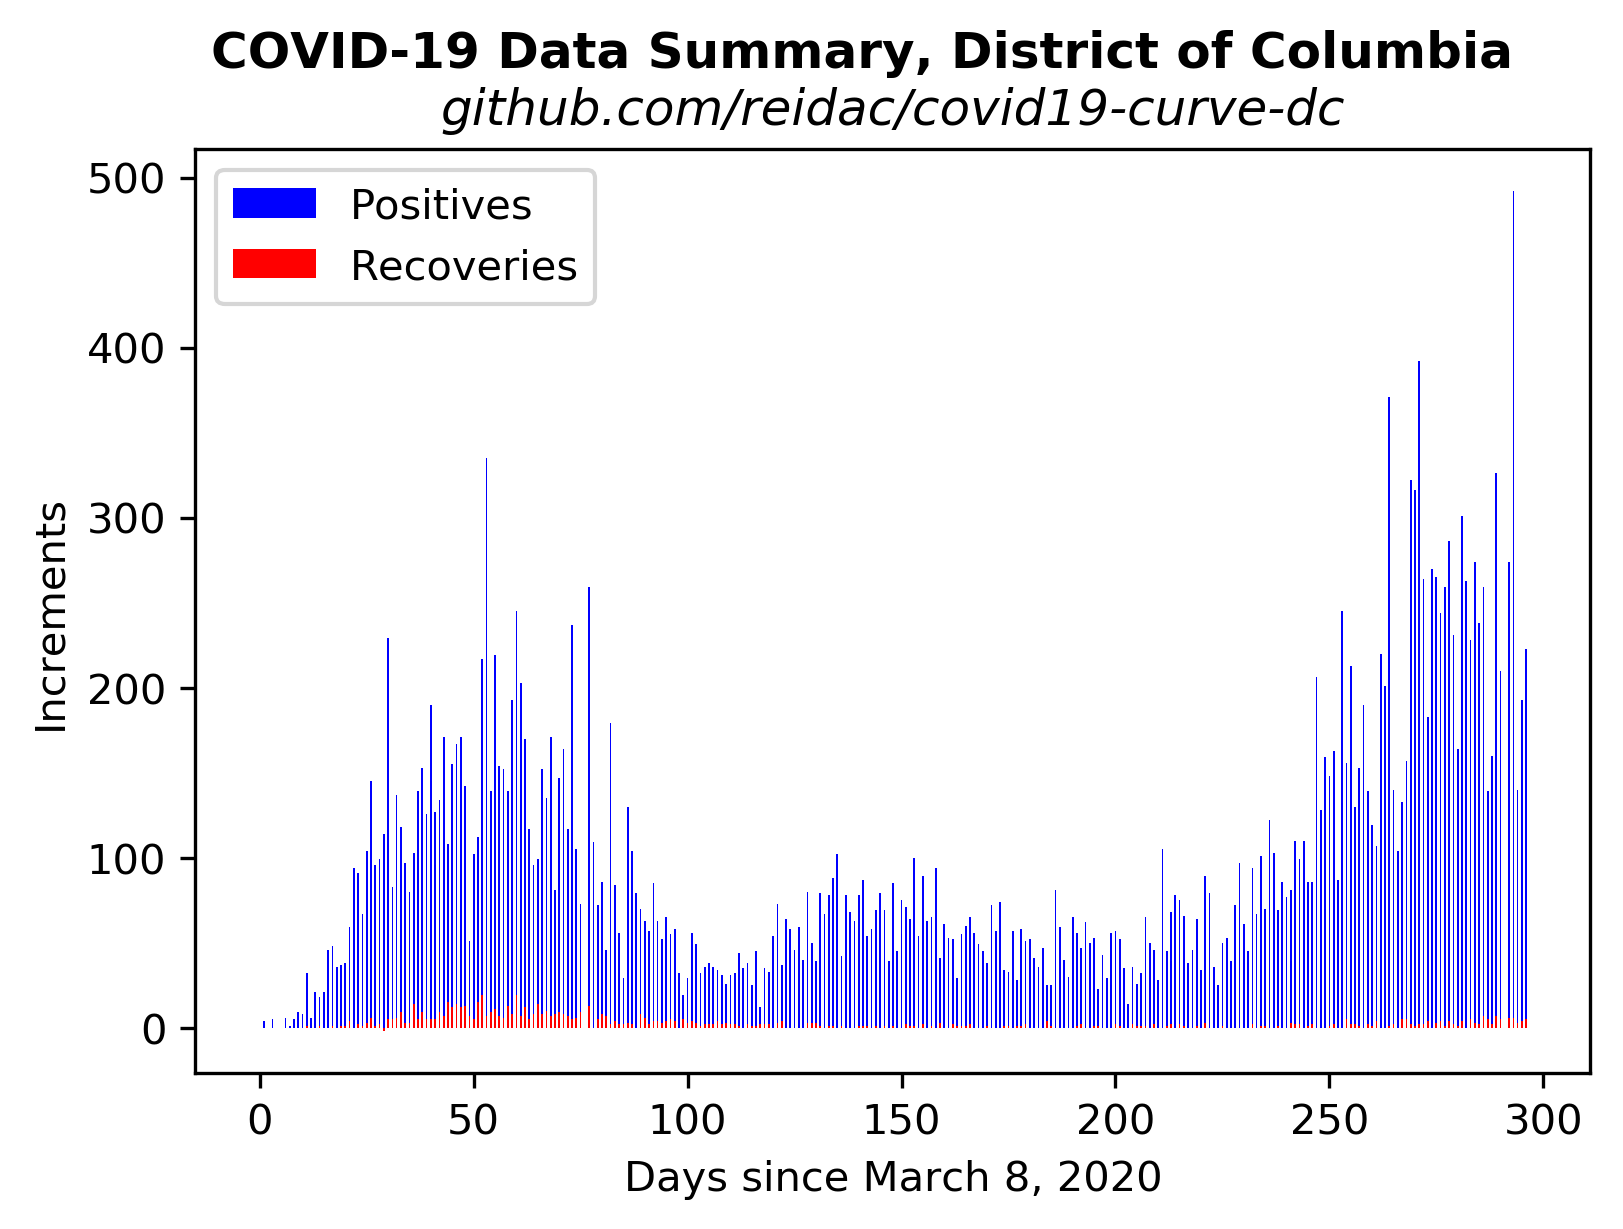 COVID-19 Data Summary, District of Columbia
github.com/reidac/covid19-curve-dc
Positives
Recoveries
500
400
300
200
100
0
Increments
0 50 100 150 200 250 300
Days since March 8, 2020